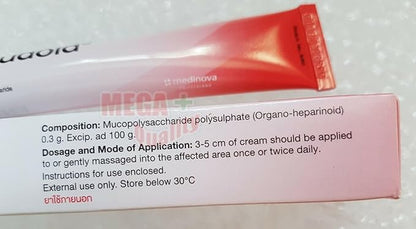 medinova
MEGA
Quality
Composition: Mucopolysaccharide polysulphate (Organo-heparinoid)
0.3 g. Excip. ad 100 g.
Dosage and Mode of Application: 3-5 cm of cream should be applied
to or gently massaged into the affected area once or twice daily.
Instructions for use enclosed.
External use only. Store below 30°C
ยาใช้ภายนอก